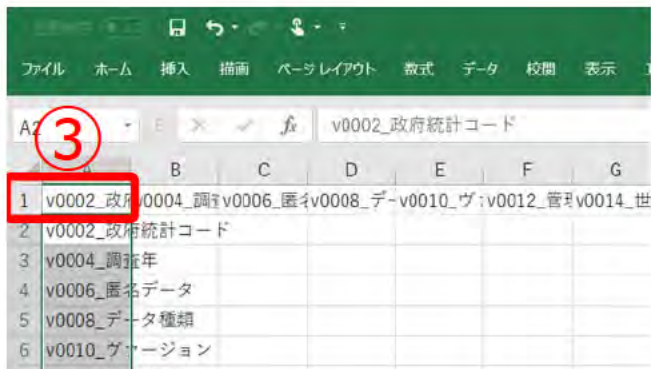 ファイル ホーム 挿入 描画 ページレイアウト 数式 データ 校閲 表示
A2 fx v0002_政府統計コード
③
A B C D E F G
1 v0002_政府 v0004_調査 v0006_匿名 v0008_デー v0010_ヴ v0012_管理 v0014_世
2 v0002_政府統計コード
3 v0004_調査年
4 v0006_匿名データ
5 v0008_データ種類
6 v0010_ヴァージョン